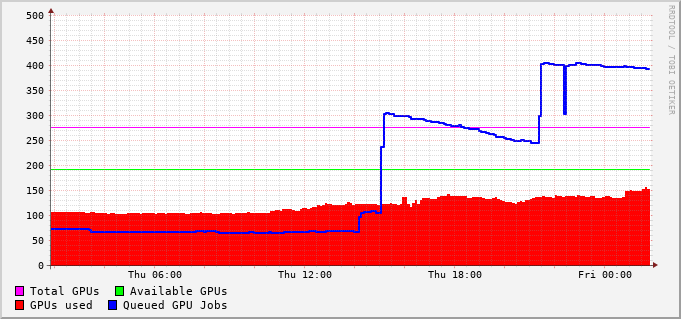 500
450
400
350
300
250
200
150
100
50
0
Thu 06:00 Thu 12:00 Thu 18:00 Fri 00:00
Total GPUs Available GPUs
GPUs used Queued GPU Jobs
RRDTOOL / TOBI OETIKER